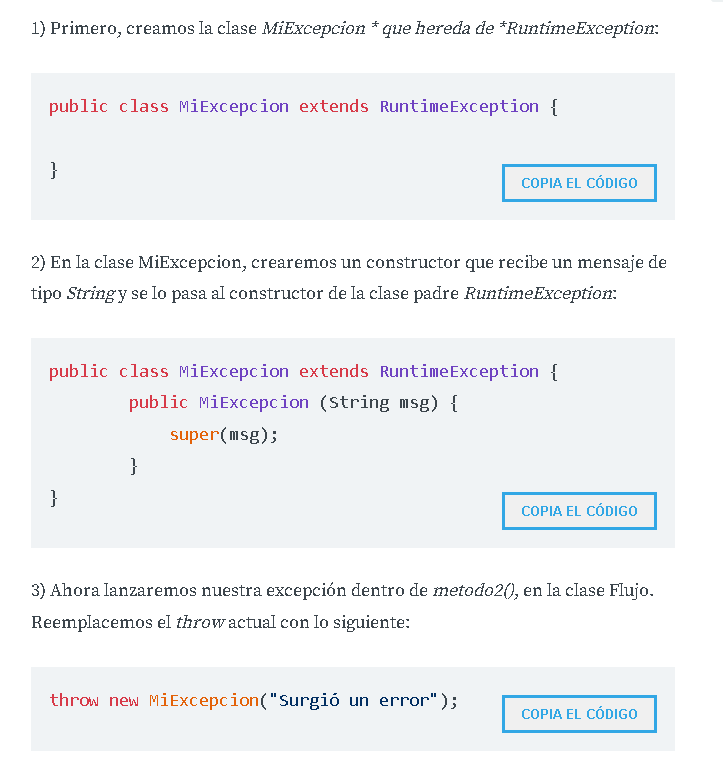 1) Primero, creamos la clase MiExcepcion * que hereda de *RuntimeException:
public class MiExcepcion extends RuntimeException {
}
COPIA EL CÓDIGO
2) En la clase MiExcepcion, crearemos un constructor que recibe un mensaje de
tipo String y se lo pasa al constructor de la clase padre RuntimeException:
public class MiExcepcion extends RuntimeException {
        public MiExcepcion (String msg) {
            super(msg);
        }
}
COPIA EL CÓDIGO
3) Ahora lanzaremos nuestra excepción dentro de metodo2(), en la clase Flujo.
Reemplacemos el throw actual con lo siguiente:
throw new MiExcepcion("Surgió un error");
COPIA EL CÓDIGO